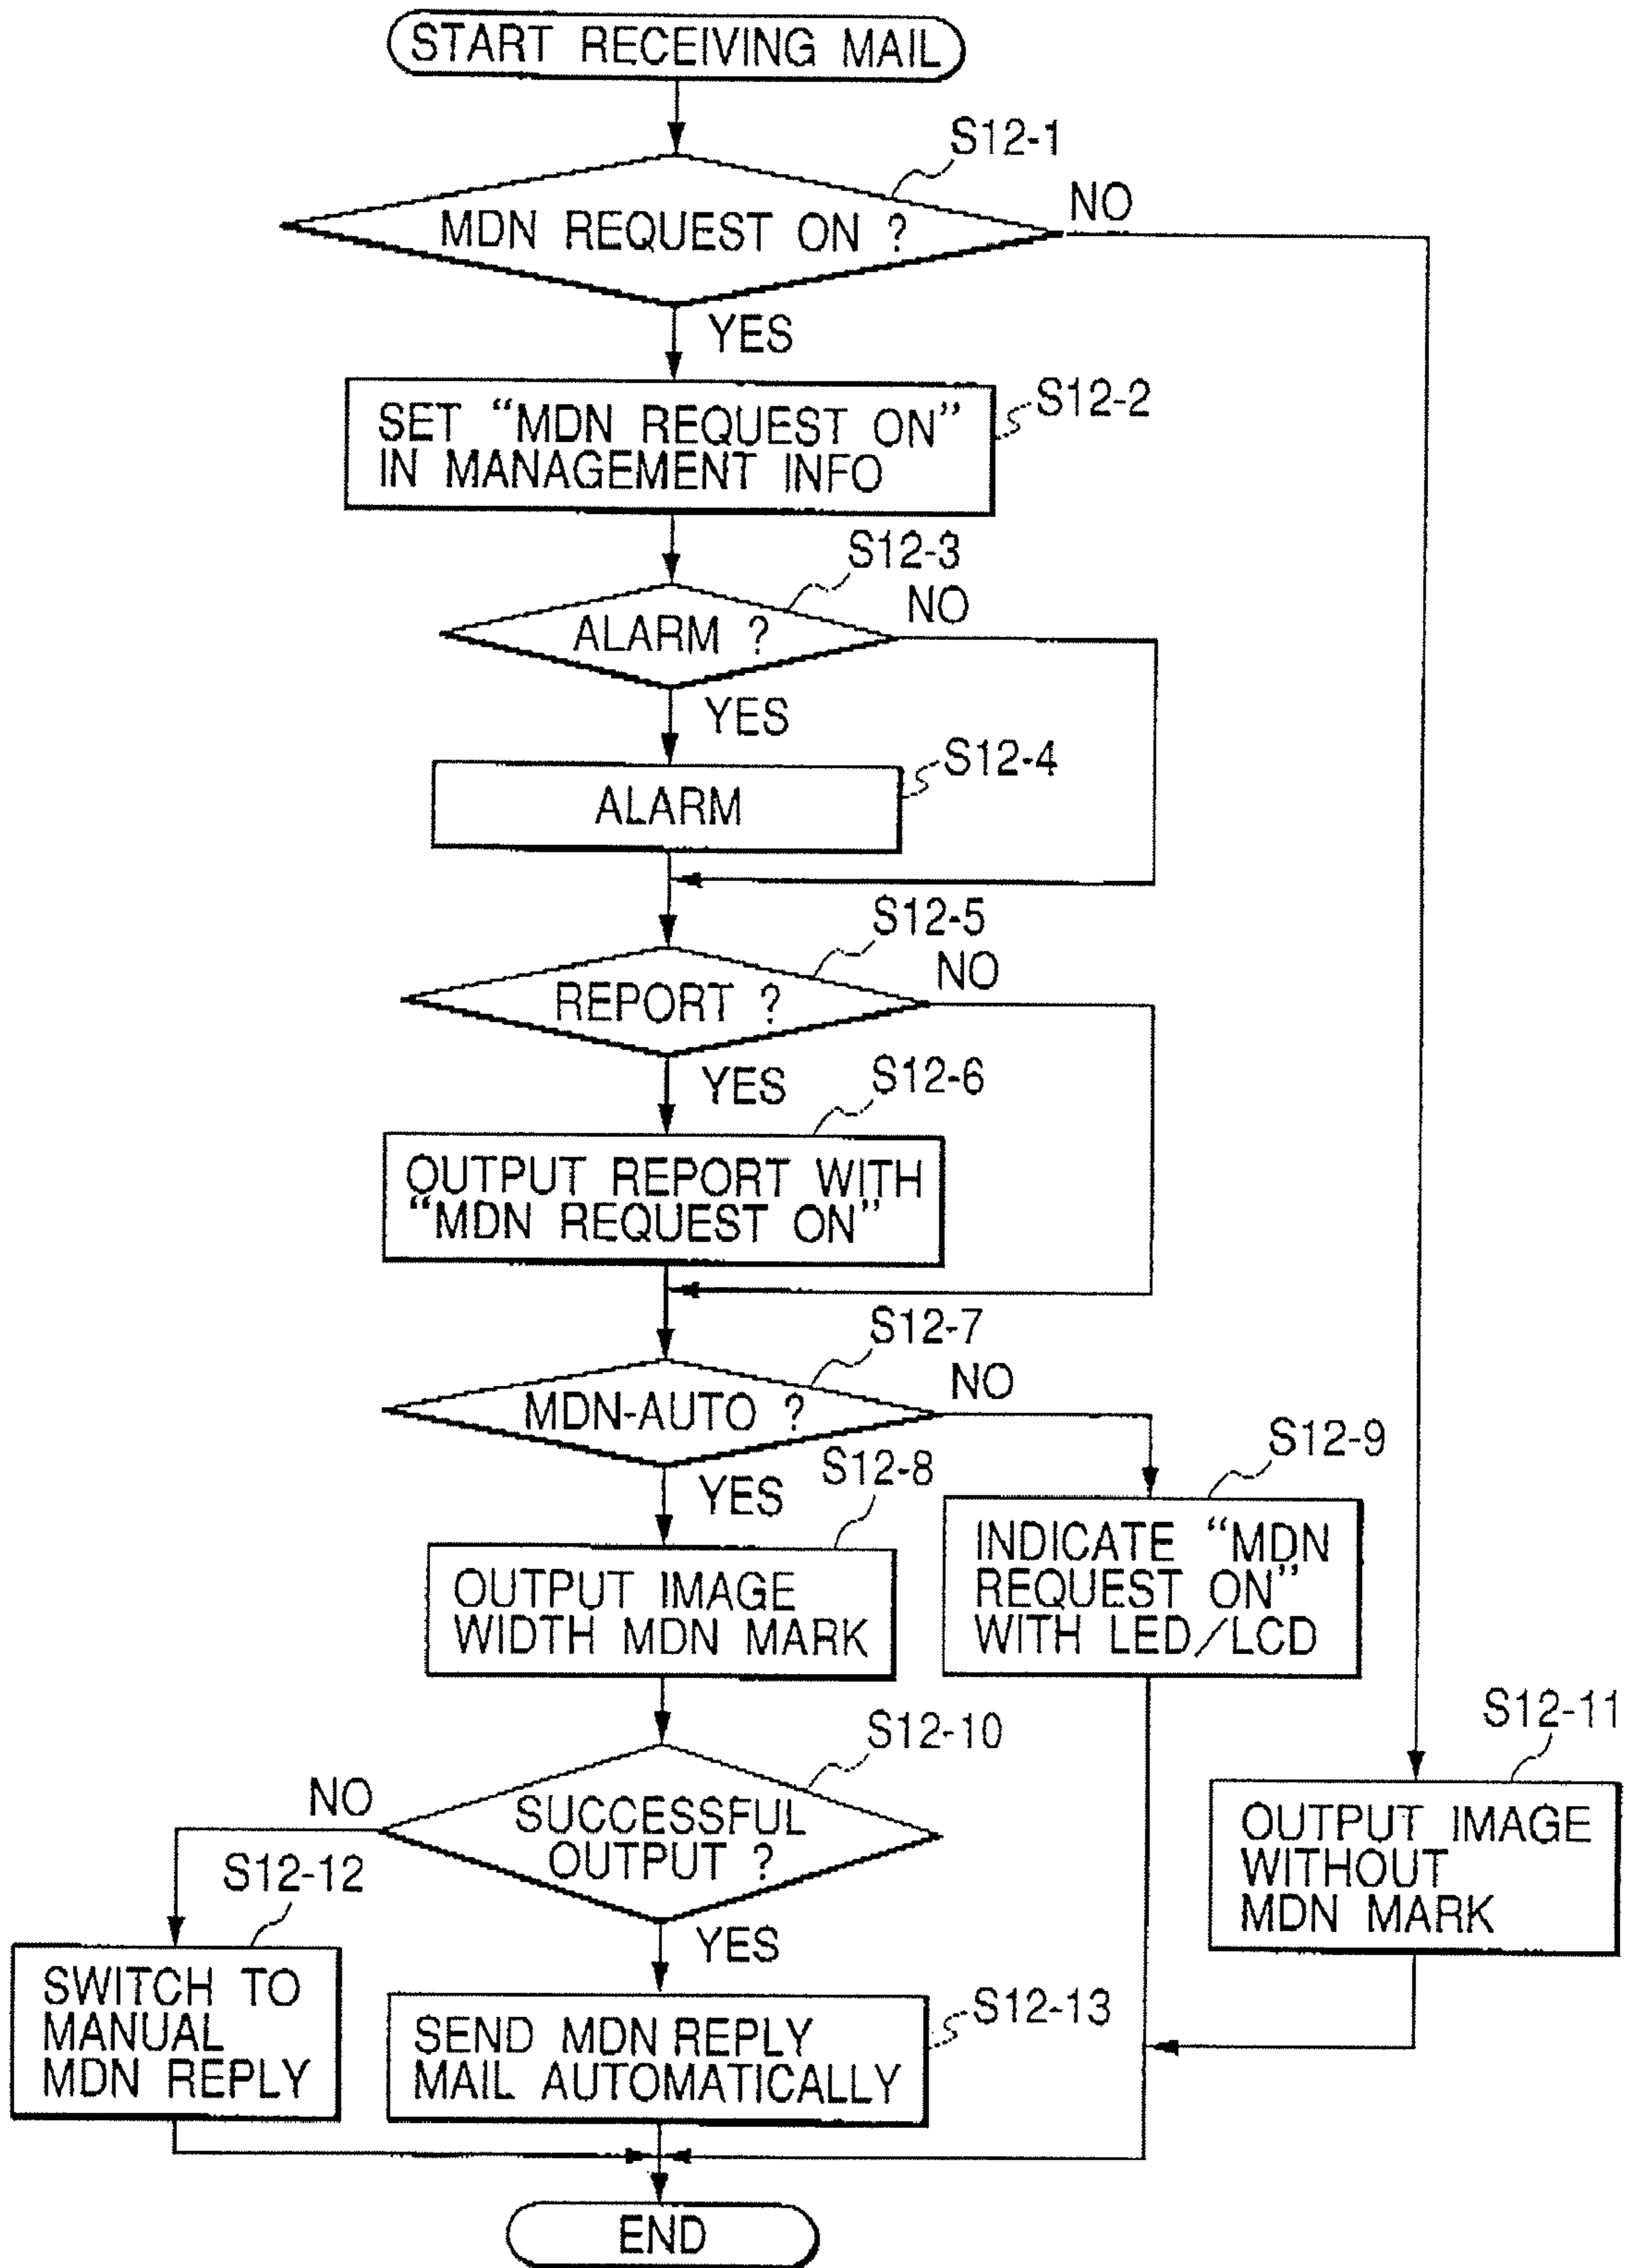 START RECEIVING MAIL
S12-1
MDN REQUEST ON ?
NO
YES
S12-2
SET “MDN REQUEST ON”
IN MANAGEMENT INFO
S12-3
ALARM ?
NO
YES
S12-4
ALARM
S12-5
REPORT ?
NO
YES
S12-6
OUTPUT REPORT WITH
“MDN REQUEST ON”
S12-7
MDN-AUTO ?
NO
YES
S12-8
OUTPUT IMAGE
WIDTH MDN MARK
S12-9
INDICATE “MDN
REQUEST ON”
WITH LED/LCD
S12-10
SUCCESSFUL
OUTPUT ?
NO
YES
S12-11
OUTPUT IMAGE
WITHOUT
MDN MARK
S12-12
SWITCH TO
MANUAL
MDN REPLY
S12-13
SEND MDN REPLY
MAIL AUTOMATICALLY
END